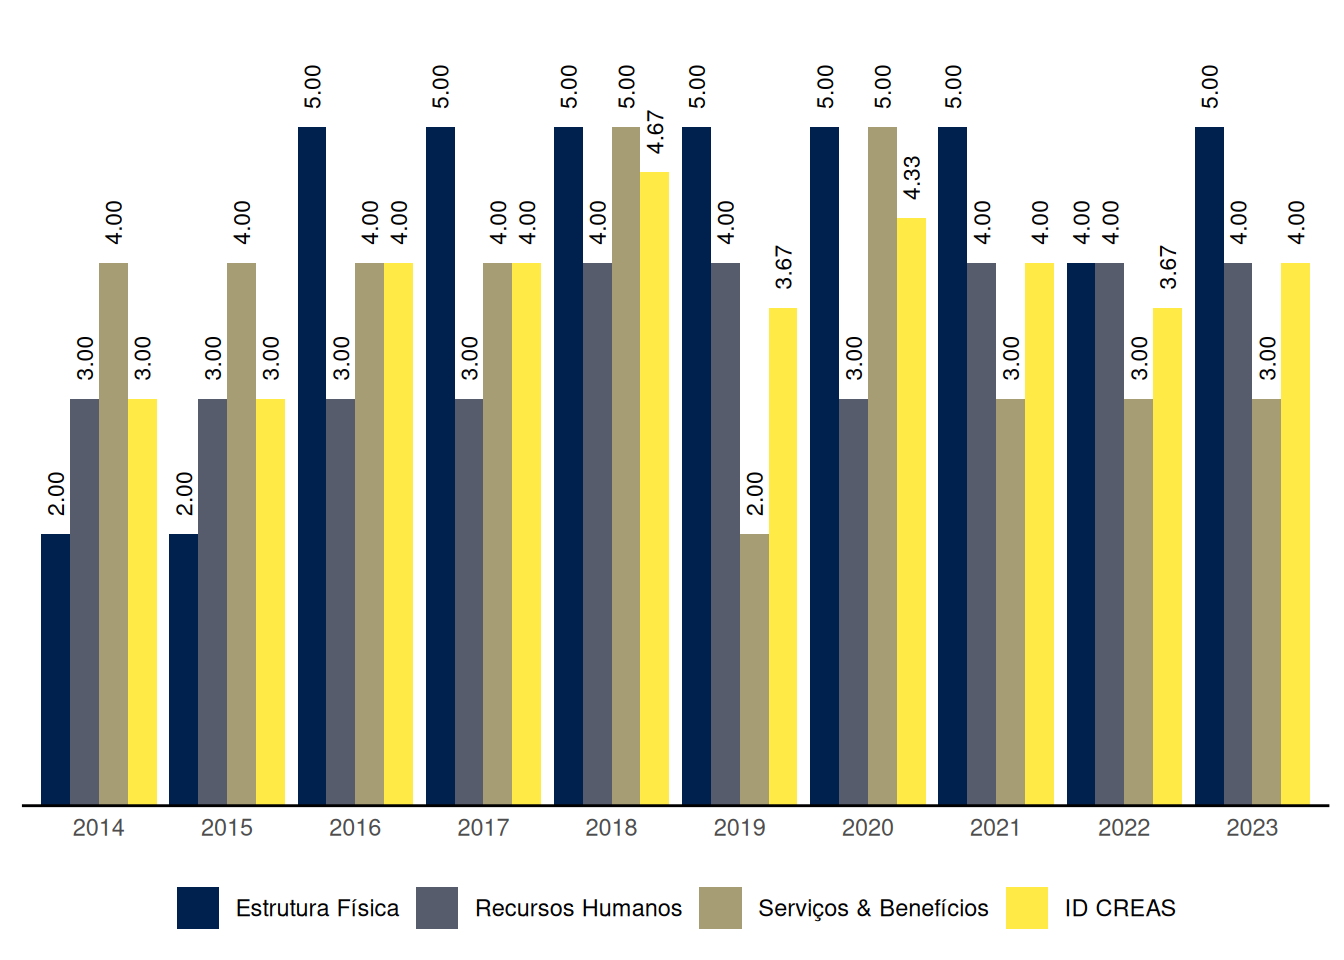 5.00 5.00 5.00 5.00 5.00 5.00 5.00 5.00
4.67
4.33
4.00 4.00 4.00 4.00 4.00 4.00 4.00 4.00 4.00 4.00 4.00 4.00 4.00 4.00
3.67 3.67
3.00 3.00 3.00 3.00 3.00 3.00 3.00 3.00 3.00 3.00
2.00 2.00 2.00
2014 2015 2016 2017 2018 2019 2020 2021 2022 2023
Estrutura Física Recursos Humanos Serviços & Benefícios ID CREAS